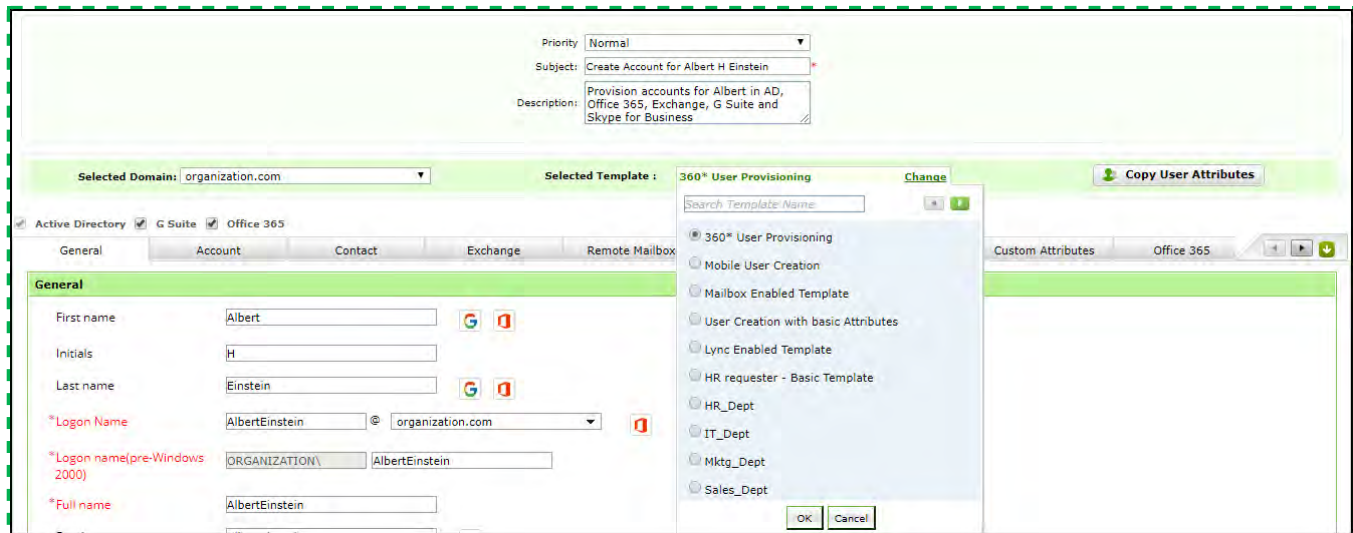 Priority Normal
Subject: Create Account for Albert H Einstein *
Description: Provision accounts for Albert in AD,
Office 365, Exchange, G Suite and
Skype for Business
Selected Domain: organization.com Selected Template : 360* User Provisioning Change Copy User Attributes
Search Template Name
Active Directory G Suite Office 365
General Account Contact Exchange Remote Mailbox Custom Attributes Office 365
360* User Provisioning
Mobile User Creation
Mailbox Enabled Template
User Creation with basic Attributes
Lync Enabled Template
HR requester - Basic Template
HR_Dept
IT_Dept
Mktg_Dept
Sales_Dept
OK Cancel
General
First name Albert
Initials H
Last name Einstein
*Logon Name AlbertEinstein @ organization.com
*Logon name(pre-Windows
2000) ORGANIZATION\ AlbertEinstein
*Full name AlbertEinstein